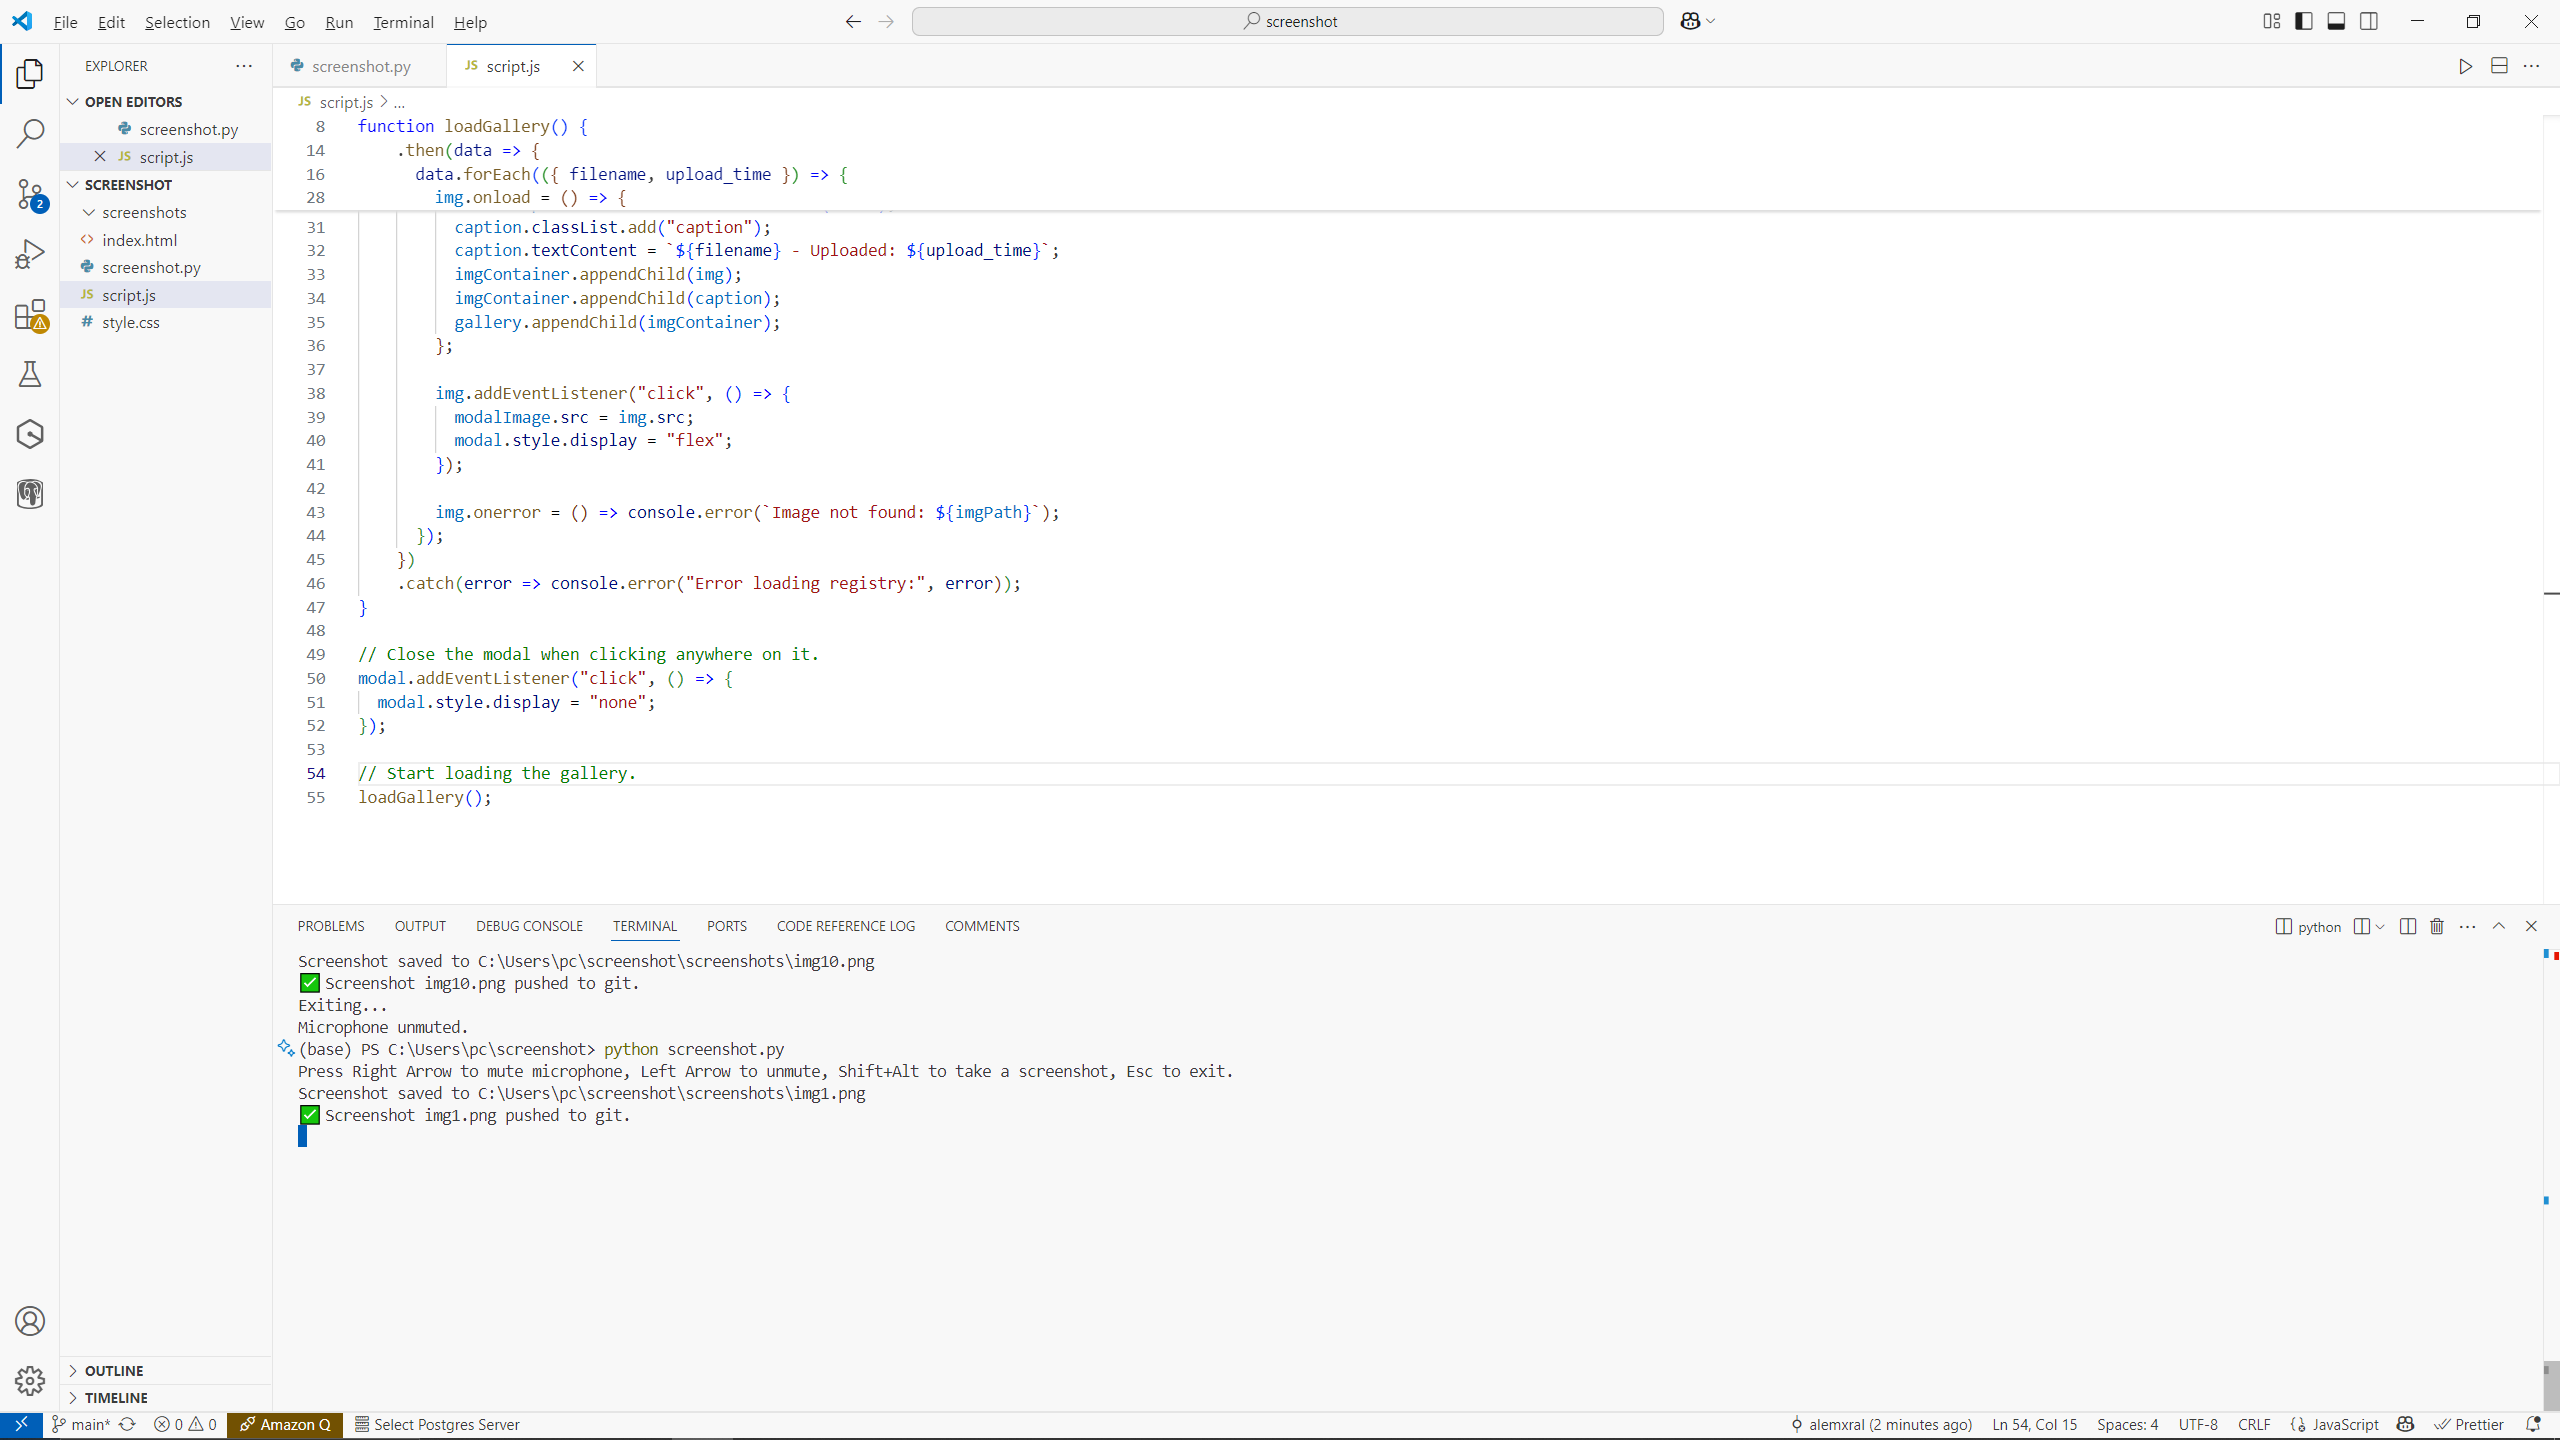 File Edit Selection View Go Run Terminal Help
screenshot
EXPLORER
OPEN EDITORS
screenshot.py
JS script.js
SCREENSHOT
screenshots
<> index.html
screenshot.py
JS script.js
# style.css
OUTLINE
TIMELINE
screenshot.py JS script.js
JS script.js > ...
8 function loadGallery() {
14 .then(data => {
16 data.forEach(({ filename, upload_time }) => {
28 img.onload = () => {
31 caption.classList.add("caption");
32 caption.textContent = `${filename} - Uploaded: ${upload_time}`;
33 imgContainer.appendChild(img);
34 imgContainer.appendChild(caption);
35 gallery.appendChild(imgContainer);
36 };
37
38 img.addEventListener("click", () => {
39 modalImage.src = img.src;
40 modal.style.display = "flex";
41 });
42
43 img.onerror = () => console.error(`Image not found: ${imgPath}`);
44 });
45 })
46 .catch(error => console.error("Error loading registry:", error));
47 }
48
49 // Close the modal when clicking anywhere on it.
50 modal.addEventListener("click", () => {
51 modal.style.display = "none";
52 });
53
54 // Start loading the gallery.
55 loadGallery();
PROBLEMS OUTPUT DEBUG CONSOLE TERMINAL PORTS CODE REFERENCE LOG COMMENTS
python
Screenshot saved to C:\Users\pc\screenshot\screenshots\img10.png
✅ Screenshot img10.png pushed to git.
Exiting...
Microphone unmuted.
(base) PS C:\Users\pc\screenshot> python screenshot.py
Press Right Arrow to mute microphone, Left Arrow to unmute, Shift+Alt to take a screenshot, Esc to exit.
Screenshot saved to C:\Users\pc\screenshot\screenshots\img1.png
✅ Screenshot img1.png pushed to git.
2
main* 0 0 Amazon Q Select Postgres Server
alemxral (2 minutes ago) Ln 54, Col 15 Spaces: 4 UTF-8 CRLF JavaScript Prettier